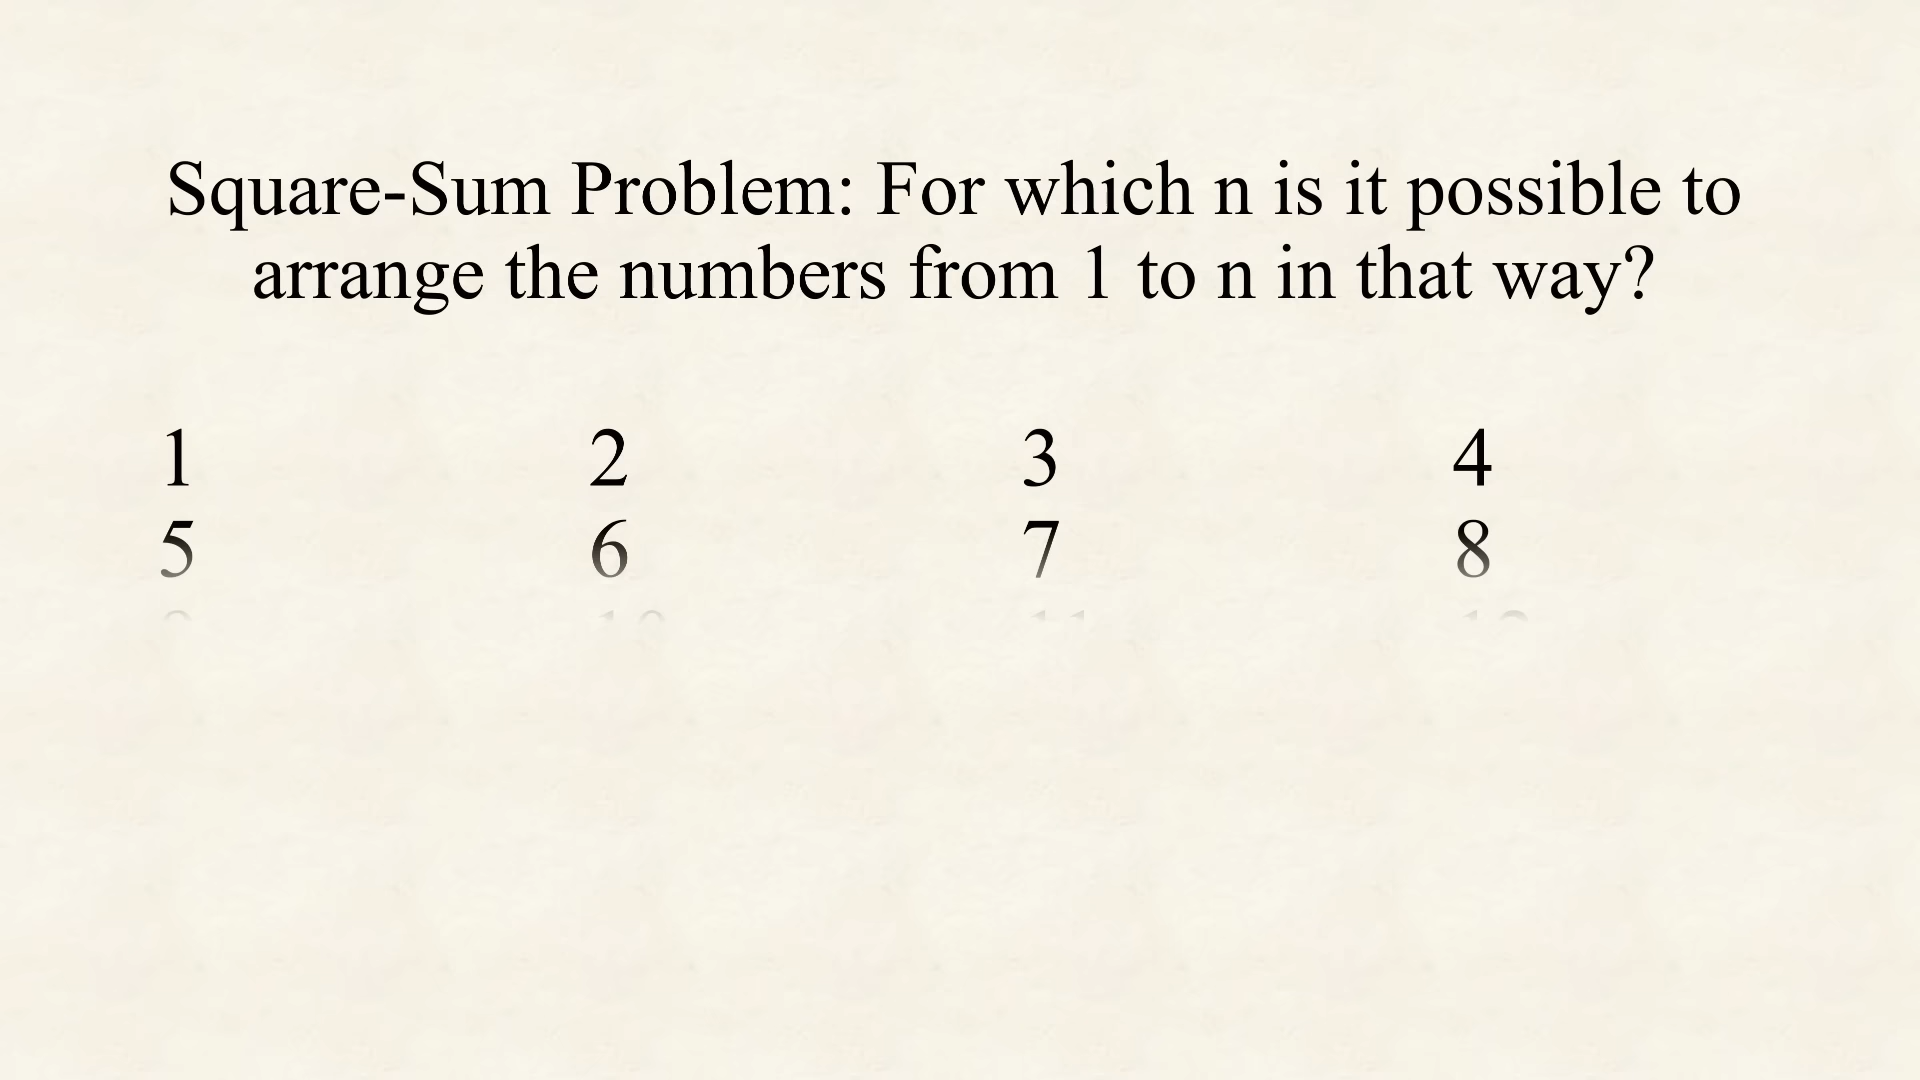 Square-Sum Problem: For which n is it possible to
arrange the numbers from 1 to n in that way?
1 2 3 4
5 6 7 8